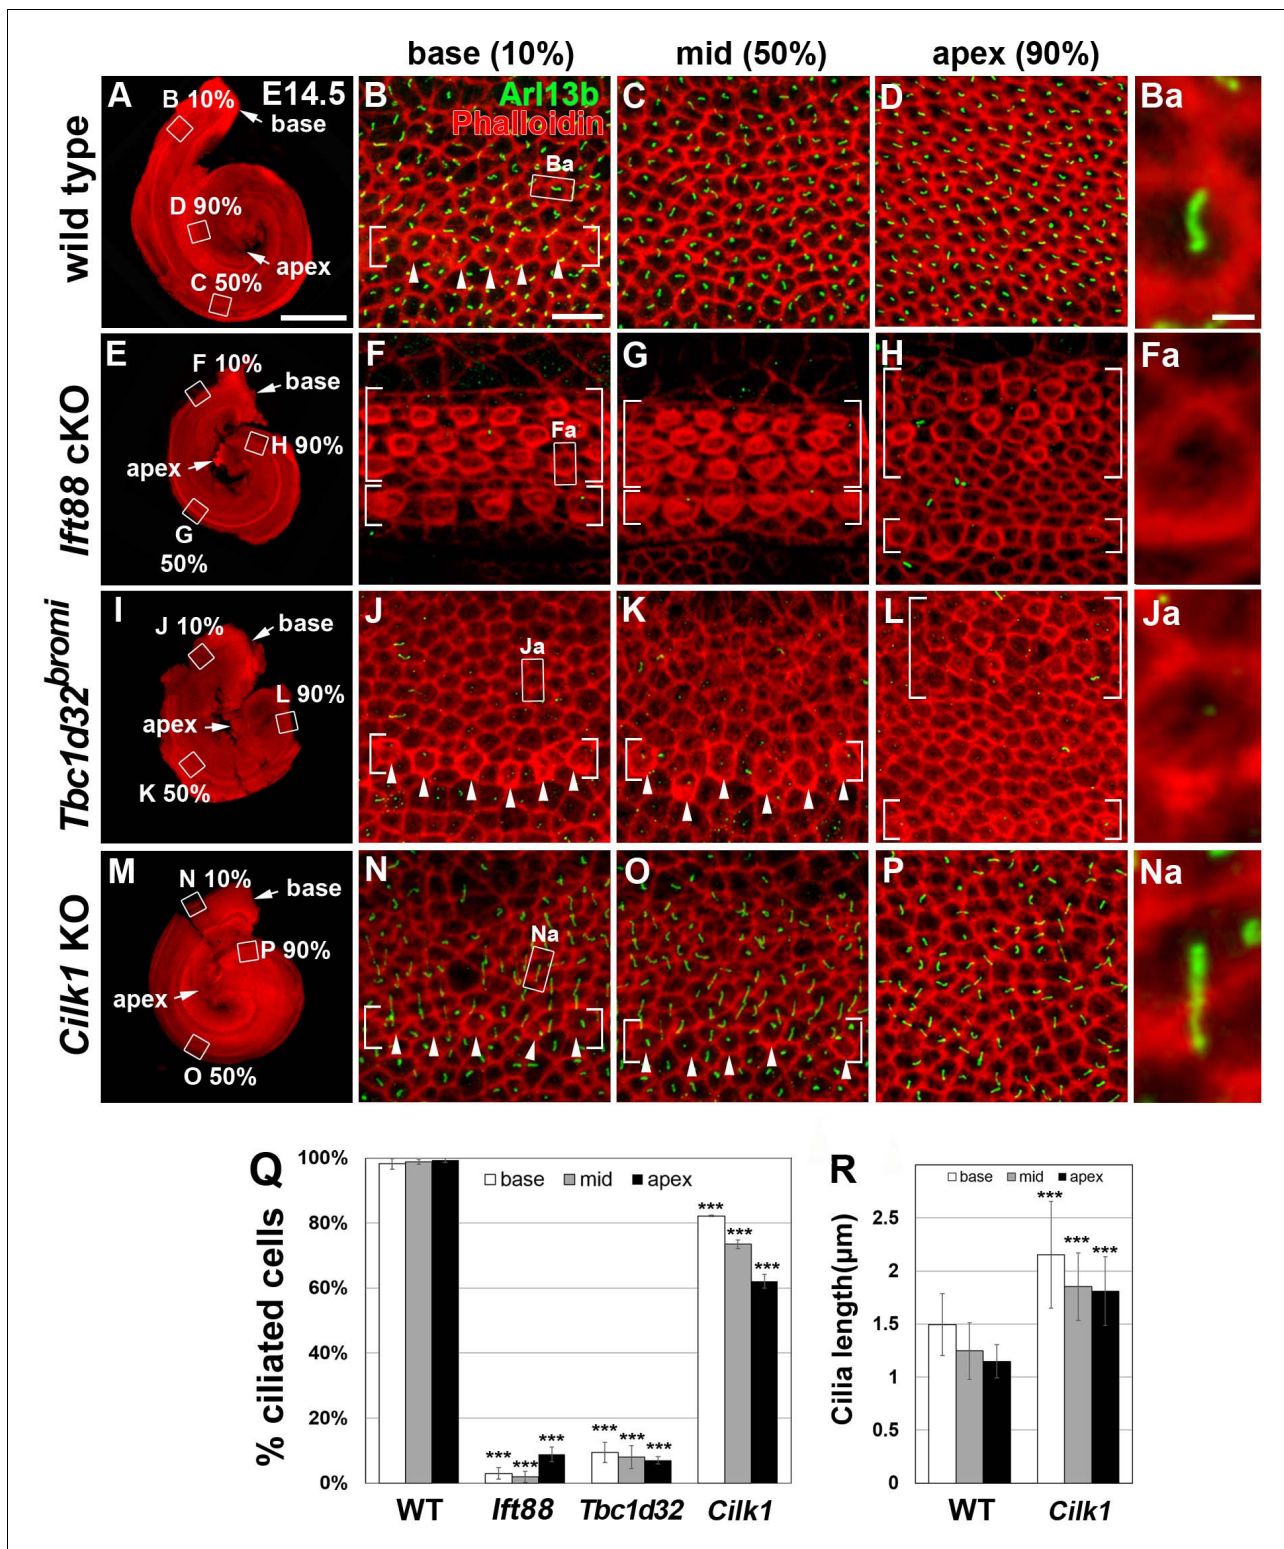 base (10%) mid (50%) apex (90%)
wild type
A B 10% E14.5
base
D 90%
apex
C 50%
B Arl13b
Phalloidin
Ba
C
D
Ba
Ift88 cKO
E
F 10%
base
H 90%
apex
G
50%
F
Fa
G
H
Fa
Tbc1d32bromi
I
J 10%
base
L 90%
apex
K 50%
J
Ja
K
L
Ja
Cilk1 KO
M
N 10%
base
P 90%
apex
O 50%
N
Na
O
P
Na
Q
% ciliated cells
100%
80%
60%
40%
20%
0%
base mid apex
*** *** ***
*** *** ***
*** *** ***
WT Ift88 Tbc1d32 Cilk1
R
Cilia length(µm)
2.5
2
1.5
1
0.5
0
base mid apex
*** *** ***
WT Cilk1